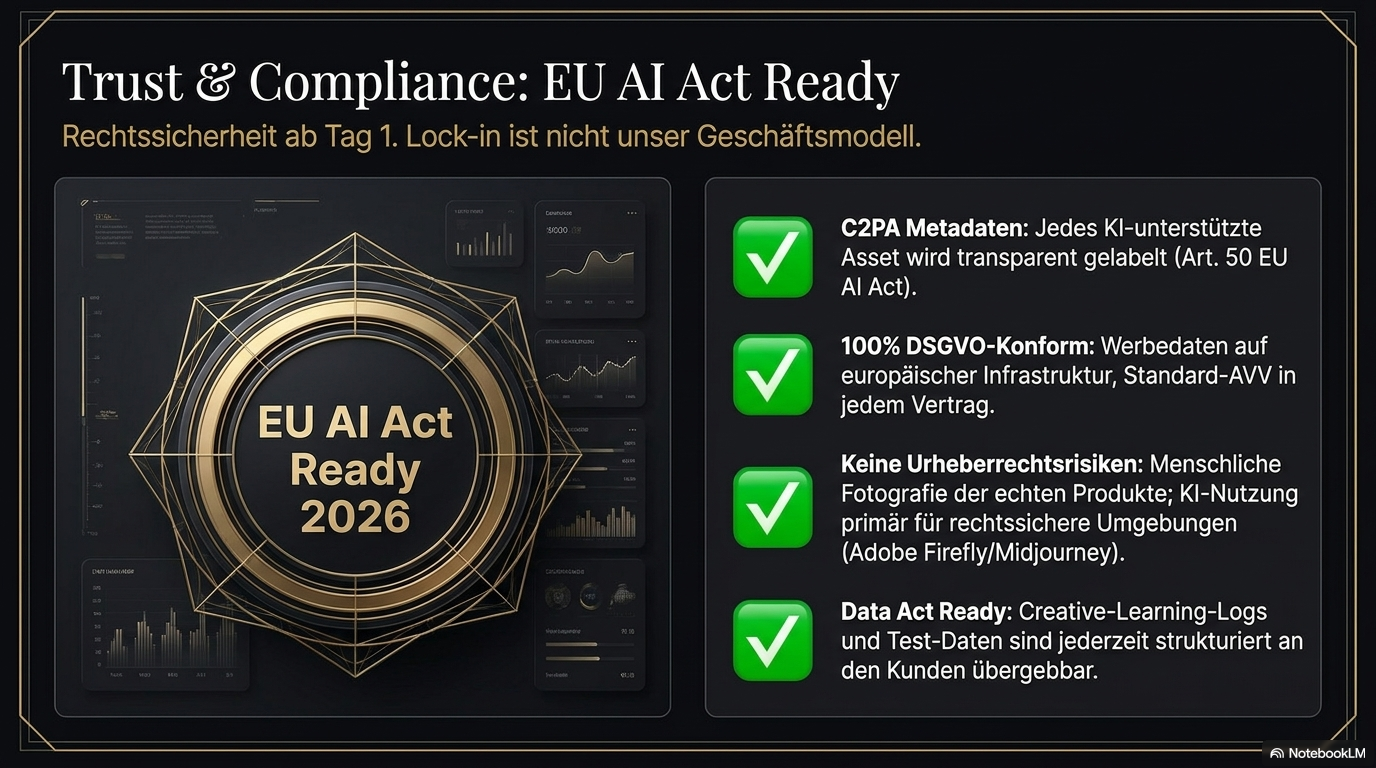 Trust & Compliance: EU AI Act Ready
Rechtssicherheit ab Tag 1. Lock-in ist nicht unser Geschäftsmodell.
EU AI Act
Ready
2026
C2PA Metadaten: Jedes KI-unterstützte
Asset wird transparent gelabelt (Art. 50 EU
AI Act).
100% DSGVO-Konform: Werbedaten auf
europäischer Infrastruktur, Standard-AVV in
jedem Vertrag.
Keine Urheberrechtsrisiken: Menschliche
Fotografie der echten Produkte; KI-Nutzung
primär für rechtssichere Umgebungen
(Adobe Firefly/Midjourney).
Data Act Ready: Creative-Learning-Logs
und Test-Daten sind jederzeit strukturiert an
den Kunden übergebbar.
NotebookLM